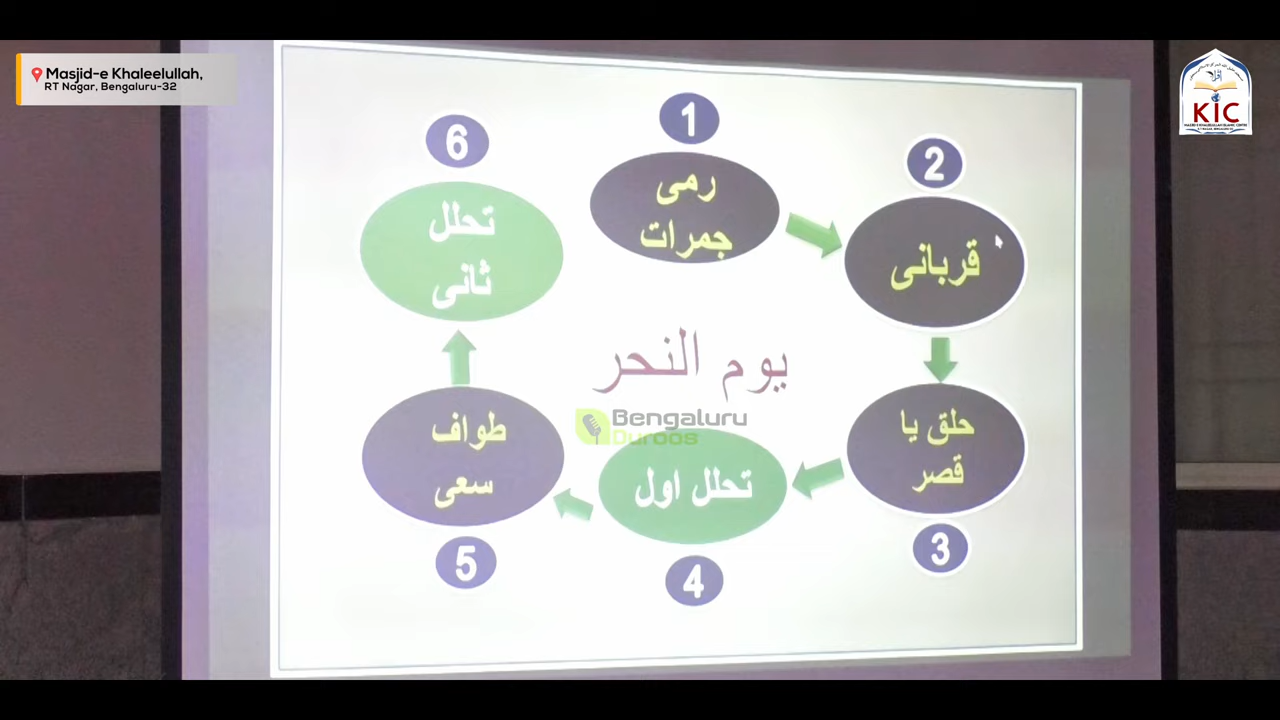 Masjid-e Khaleelullah,
RT Nagar, Bengaluru-32
KIC
1
رمی
جمرات
2
قربانی
3
حلق یا
قصر
4
تحلل اول
5
طواف
سعی
6
تحلل
ثانی
يوم النحر
Bengaluru
Duroos